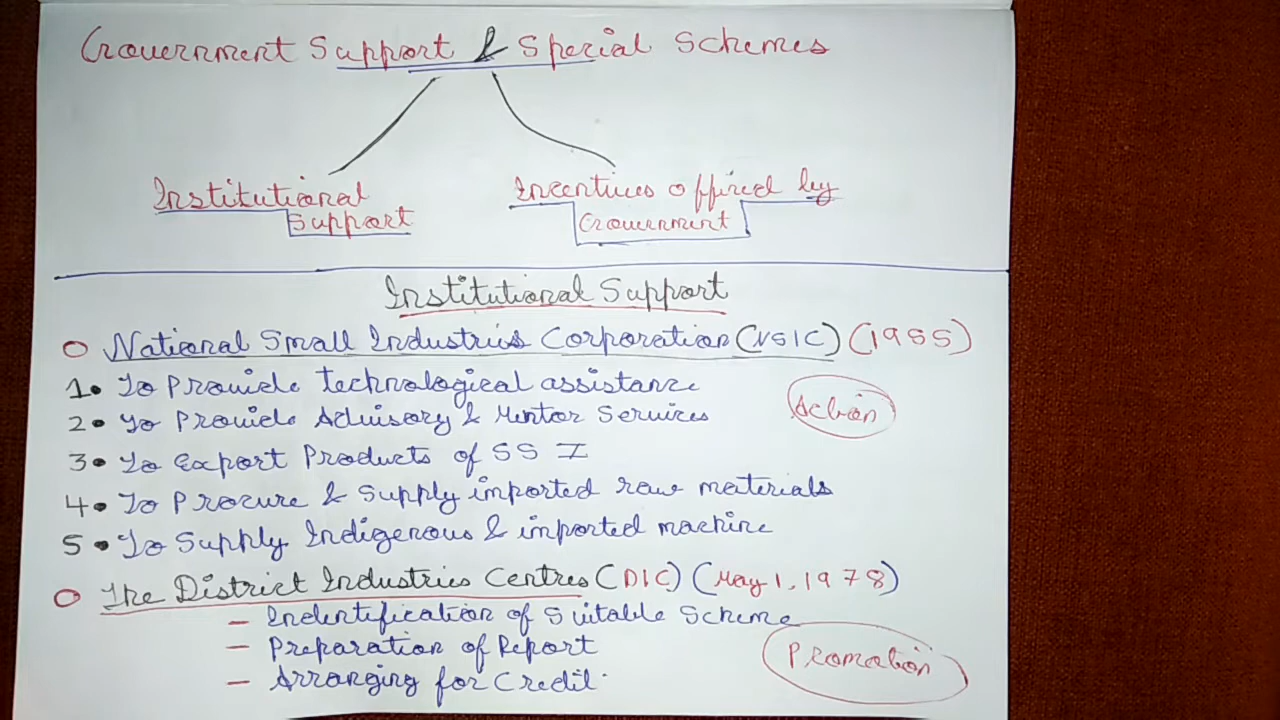 Government Support & Special Schemes
Institutional Support
Incentives offired by Government
Institutional Support
National Small Industries Corporation (NSIC) (1955)
1. To Provide technological assistance
2. To Provide Advisory & Mentor Services
Action
3. To Export Products of SSI
4. To Procure & Supply imported raw materials
5. To Supply Indigenous & imported machine
The District Industries Centres (DIC) (May 1, 1978)
– Indentification of Suitable Scheme
– Preparation of Report
Promotion
– Arranging for Credit.